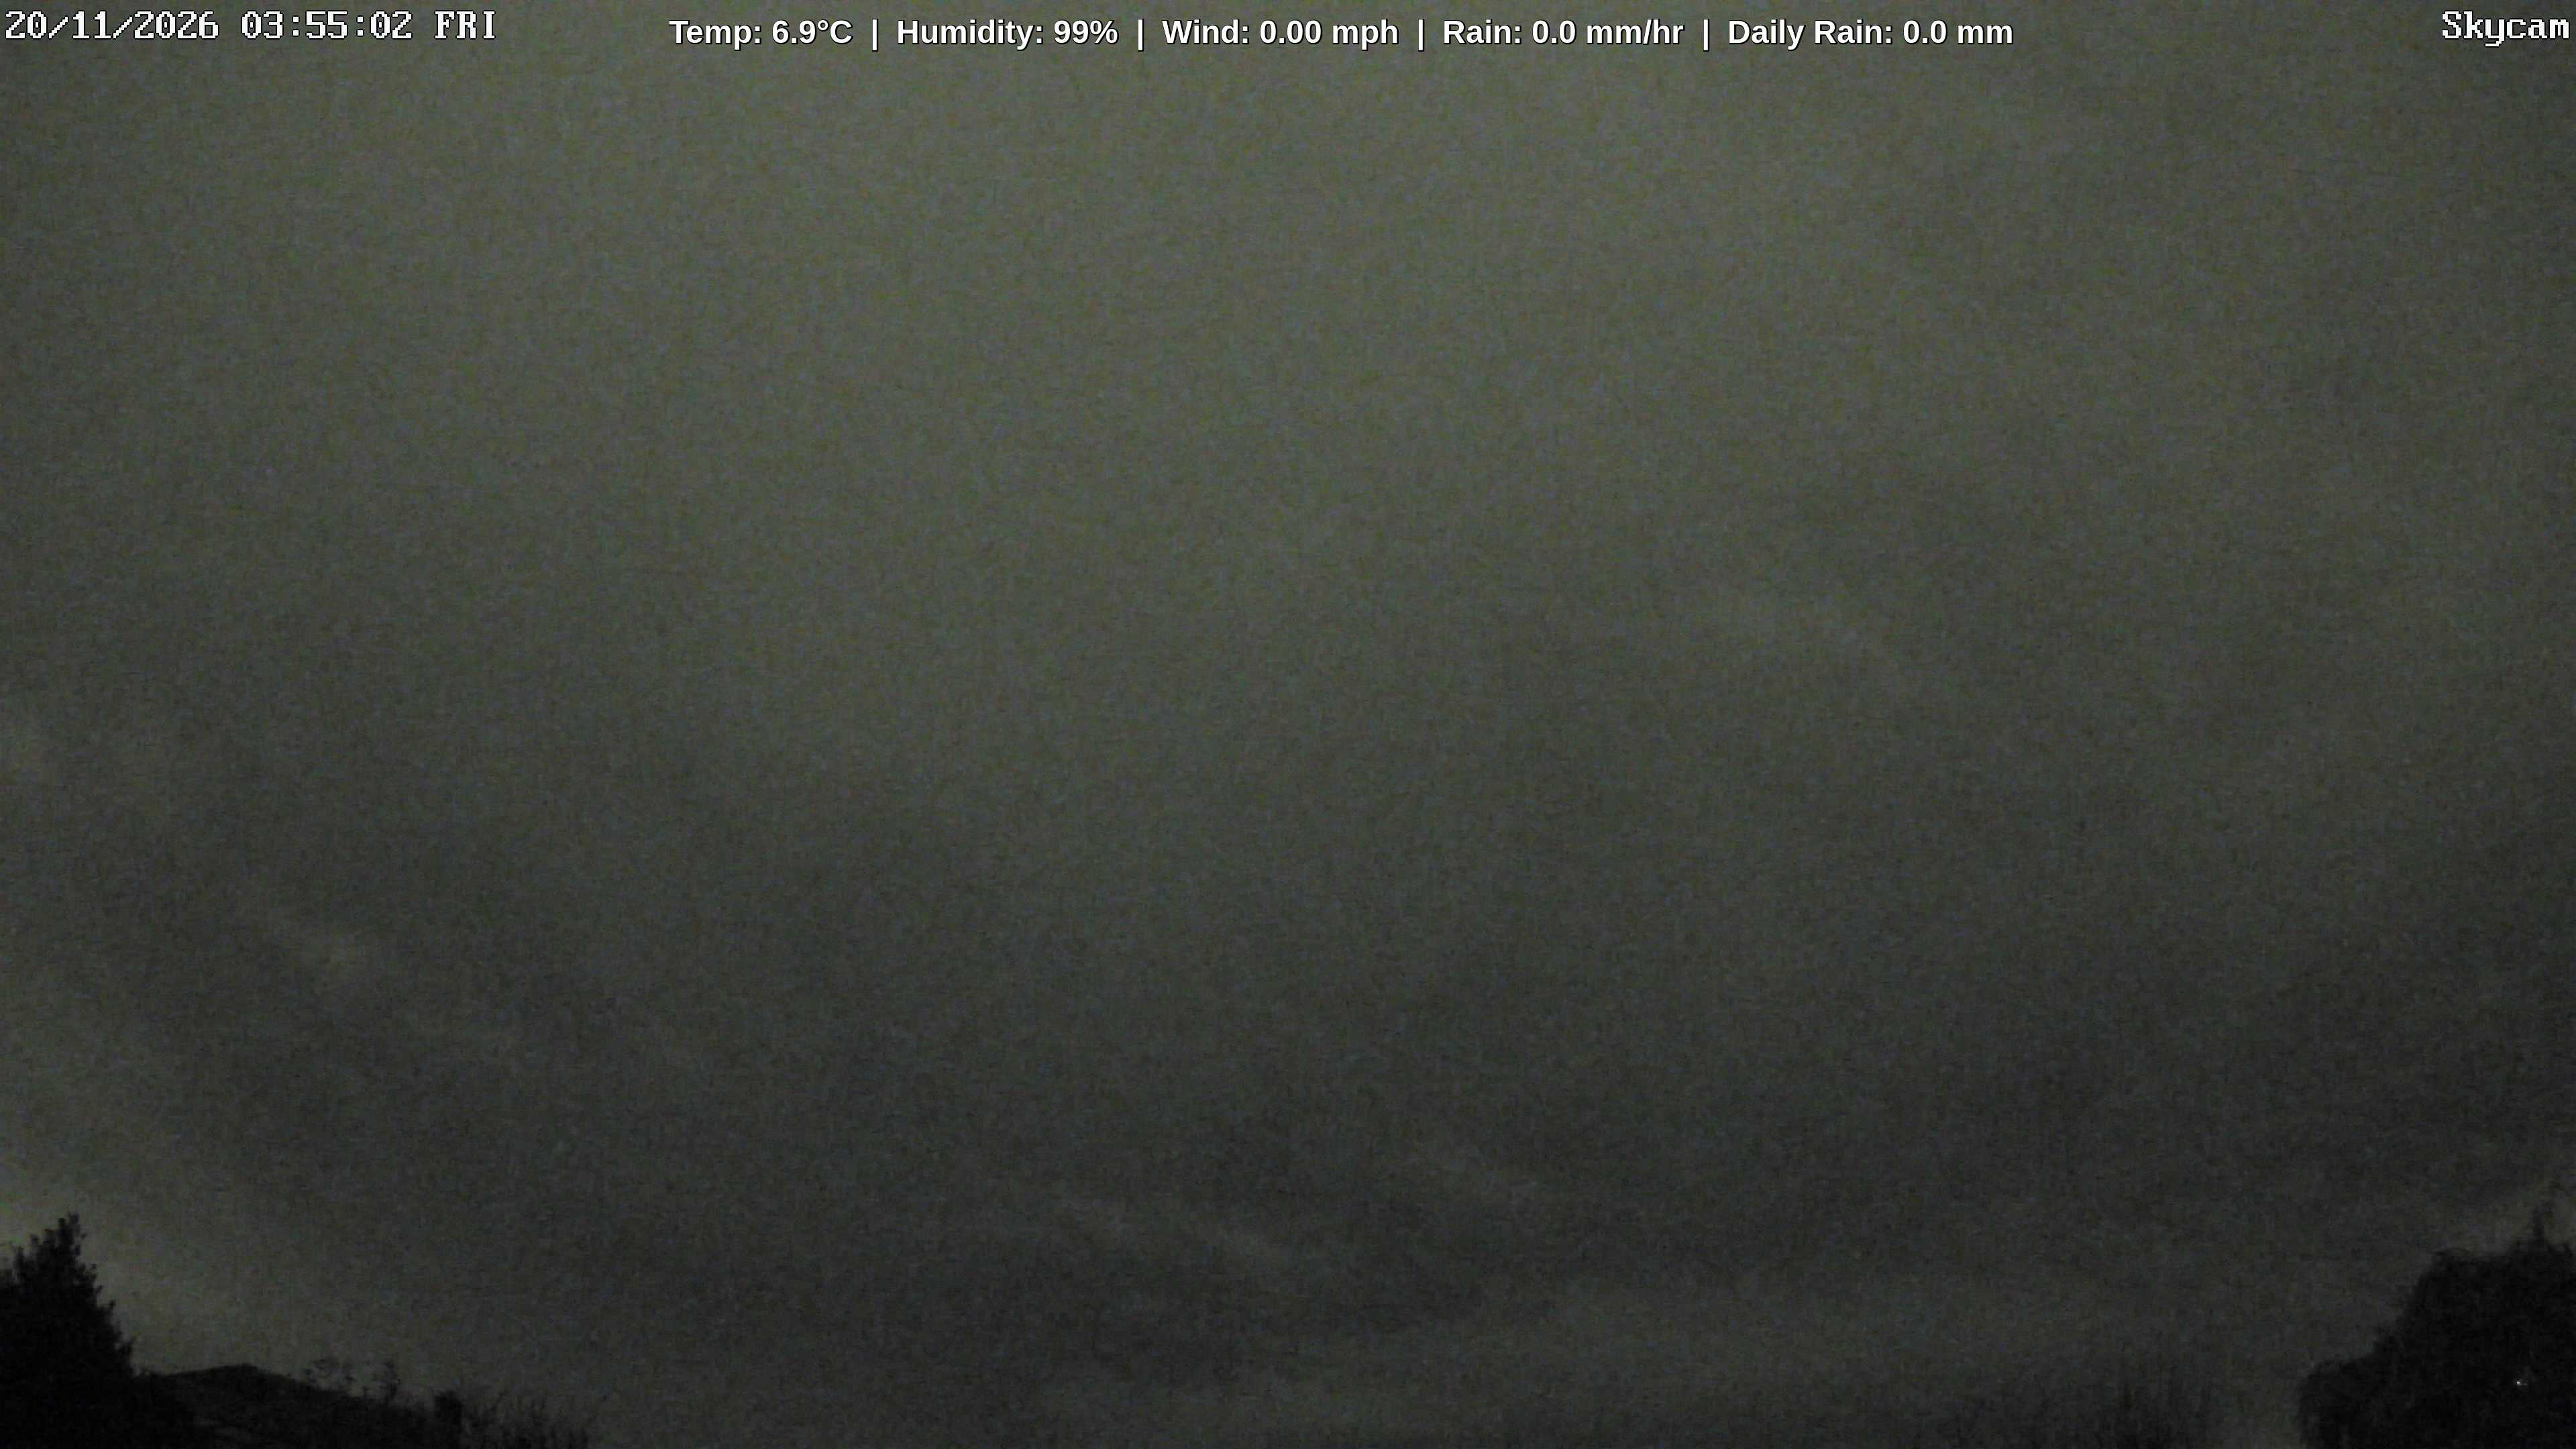 20/11/2026 03:55:02 FRI
Temp: 6.9°C | Humidity: 99% | Wind: 0.00 mph | Rain: 0.0 mm/hr | Daily Rain: 0.0 mm
Skycam